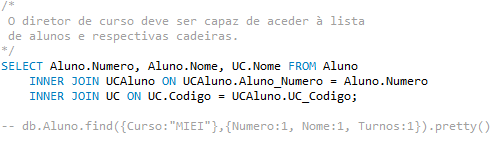 /*
O diretor de curso deve ser capaz de aceder à lista
de alunos e respectivas cadeiras.
*/
SELECT Aluno.Numero, Aluno.Nome, UC.Nome FROM Aluno
INNER JOIN UCAluno ON UCAluno.Aluno_Numero = Aluno.Numero
INNER JOIN UC ON UC.Codigo = UCAluno.UC_Codigo;
-- db.Aluno.find({Curso:"MIEI"},{Numero:1, Nome:1, Turnos:1}).pretty()